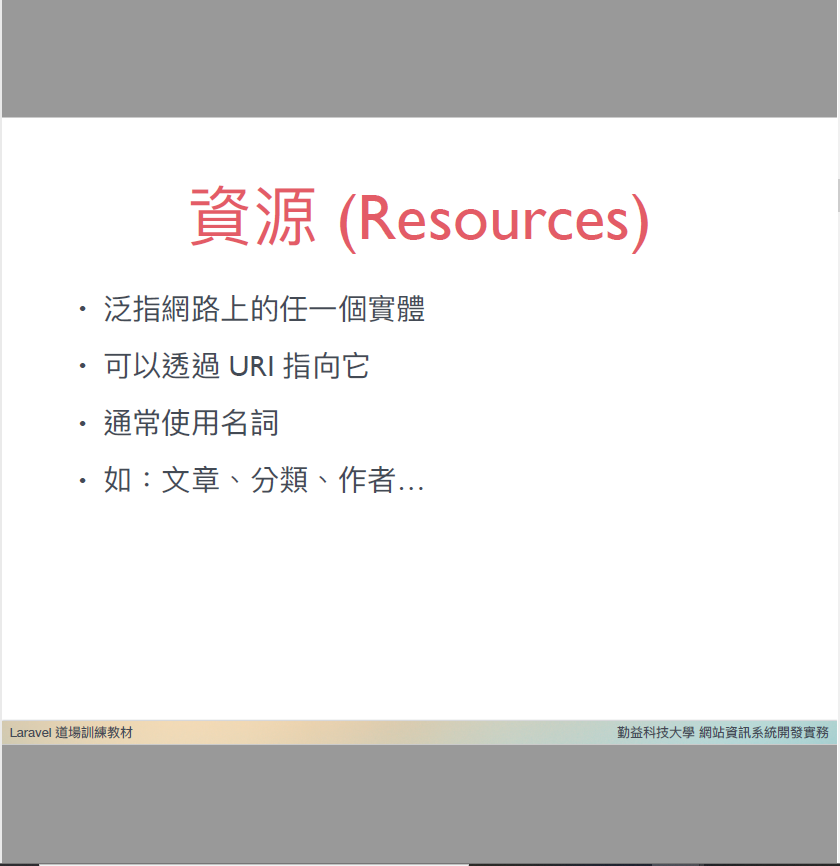 資源 (Resources)
• 泛指網路上的任一個實體
• 可以透過 URI 指向它
• 通常使用名詞
• 如：文章、分類、作者…
Laravel 道場訓練教材
勤益科技大學 網站資訊系統開發實務